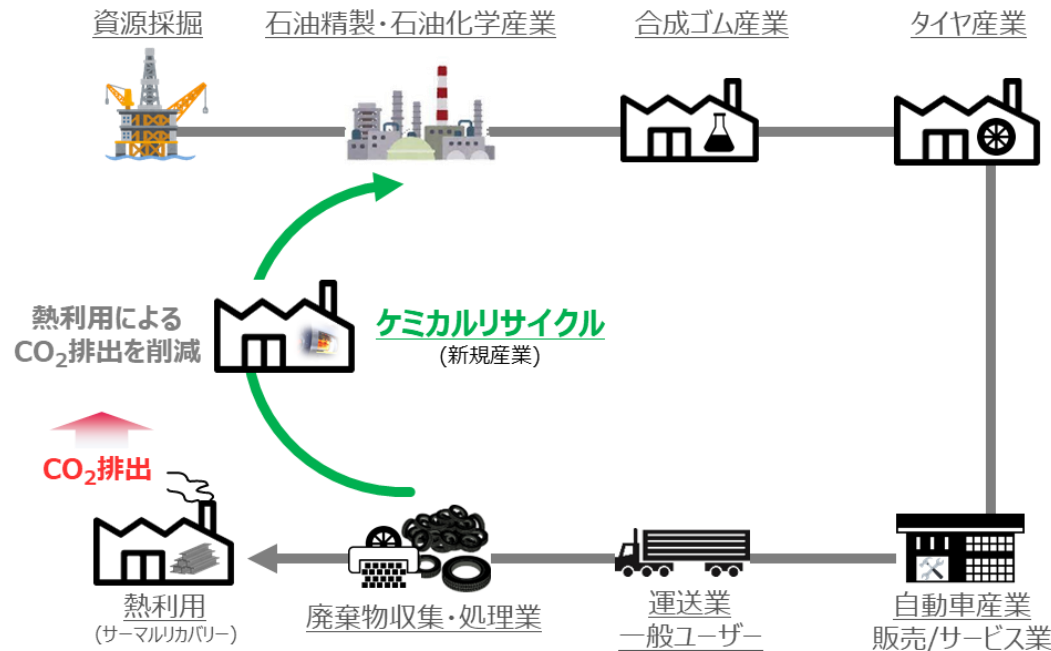 資源採掘
石油精製・石油化学産業
合成ゴム産業
タイヤ産業
熱利用による
CO₂排出を削減
ケミカルリサイクル
(新規産業)
CO₂排出
熱利用
(サーマルリカバリー)
廃棄物収集・処理業
運送業
一般ユーザー
自動車産業
販売/サービス業